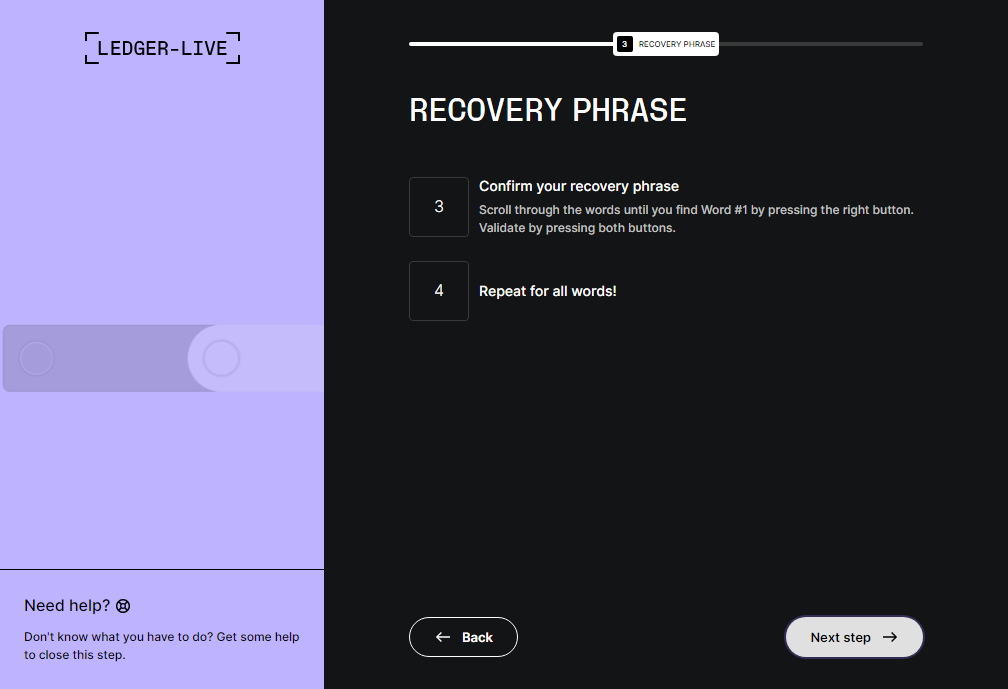 LEDGER-LIVE
3 RECOVERY PHRASE
RECOVERY PHRASE
3
Confirm your recovery phrase
Scroll through the words until you find Word #1 by pressing the right button.
Validate by pressing both buttons.
4
Repeat for all words!
Need help?
Don't know what you have to do? Get some help
to close this step.
Back
Next step